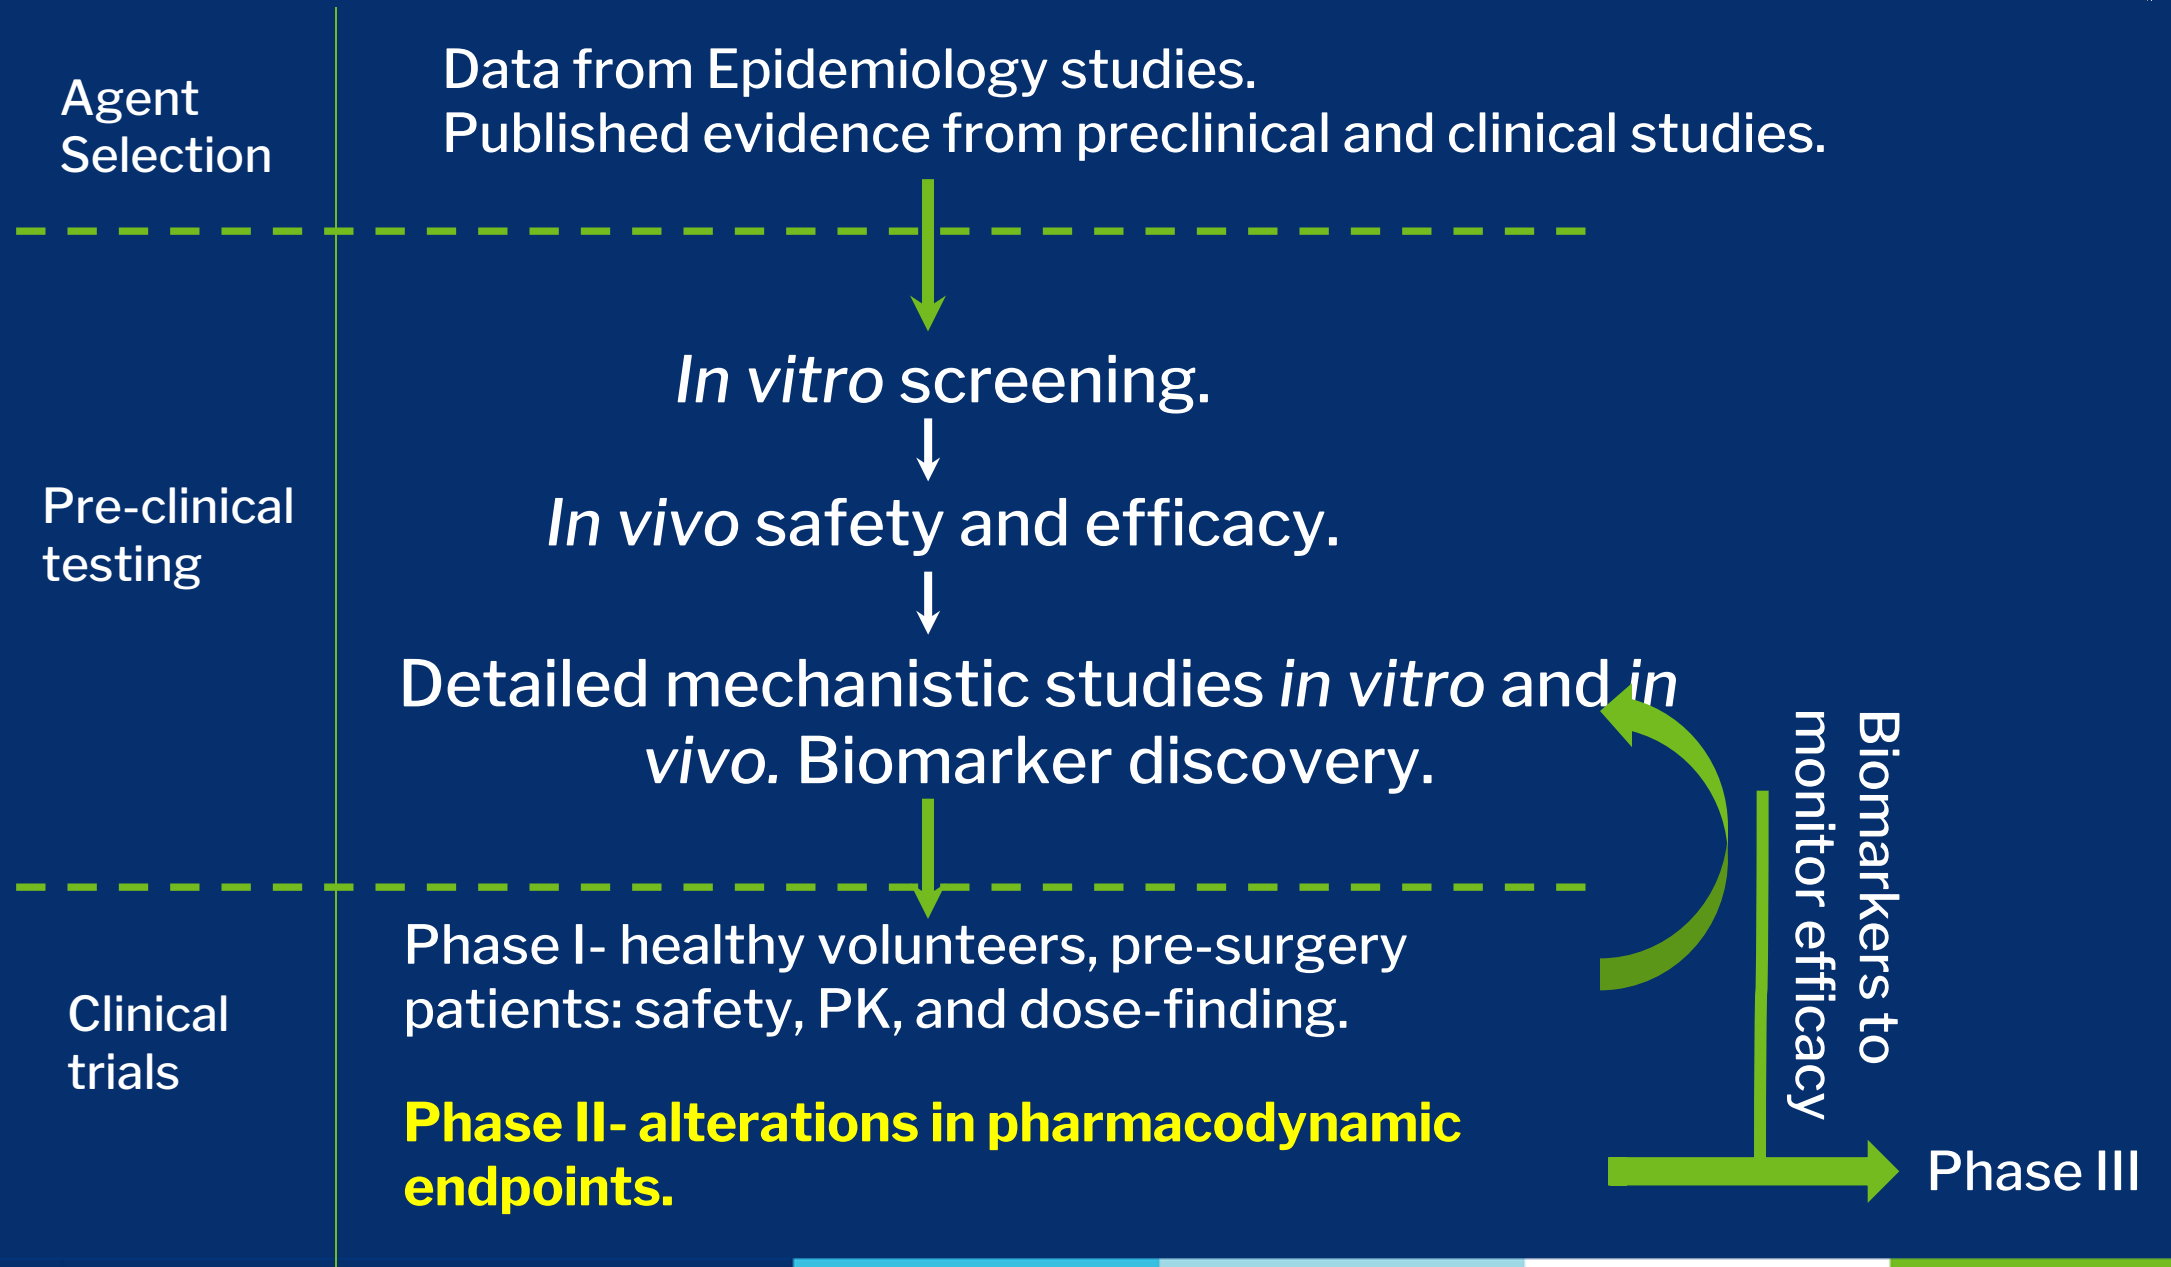 Agent
Selection
Data from Epidemiology studies.
Published evidence from preclinical and clinical studies.
Pre-clinical
testing
In vitro screening.
In vivo safety and efficacy.
Detailed mechanistic studies in vitro and in
vivo. Biomarker discovery.
Biomarkers to
monitor efficacy
Clinical
trials
Phase I- healthy volunteers, pre-surgery
patients: safety, PK, and dose-finding.
Phase II- alterations in pharmacodynamic
endpoints.
Phase III